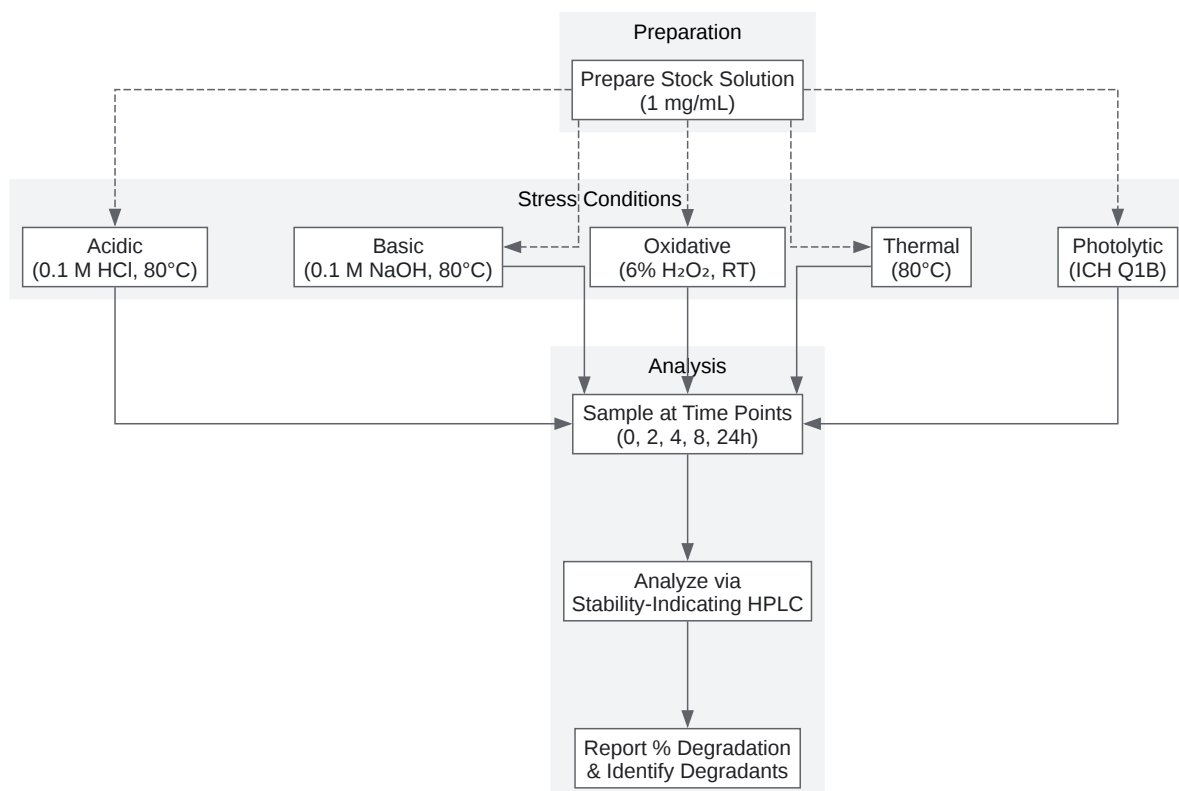 Preparation
Prepare Stock Solution
(1 mg/mL)
Stress Conditions
Acidic
(0.1 M HCl, 80°C)
Basic
(0.1 M NaOH, 80°C)
Oxidative
(6% H₂O₂, RT)
Thermal
(80°C)
Photolytic
(ICH Q1B)
Analysis
Sample at Time Points
(0, 2, 4, 8, 24h)
Analyze via
Stability-Indicating HPLC
Report % Degradation
& Identify Degradants